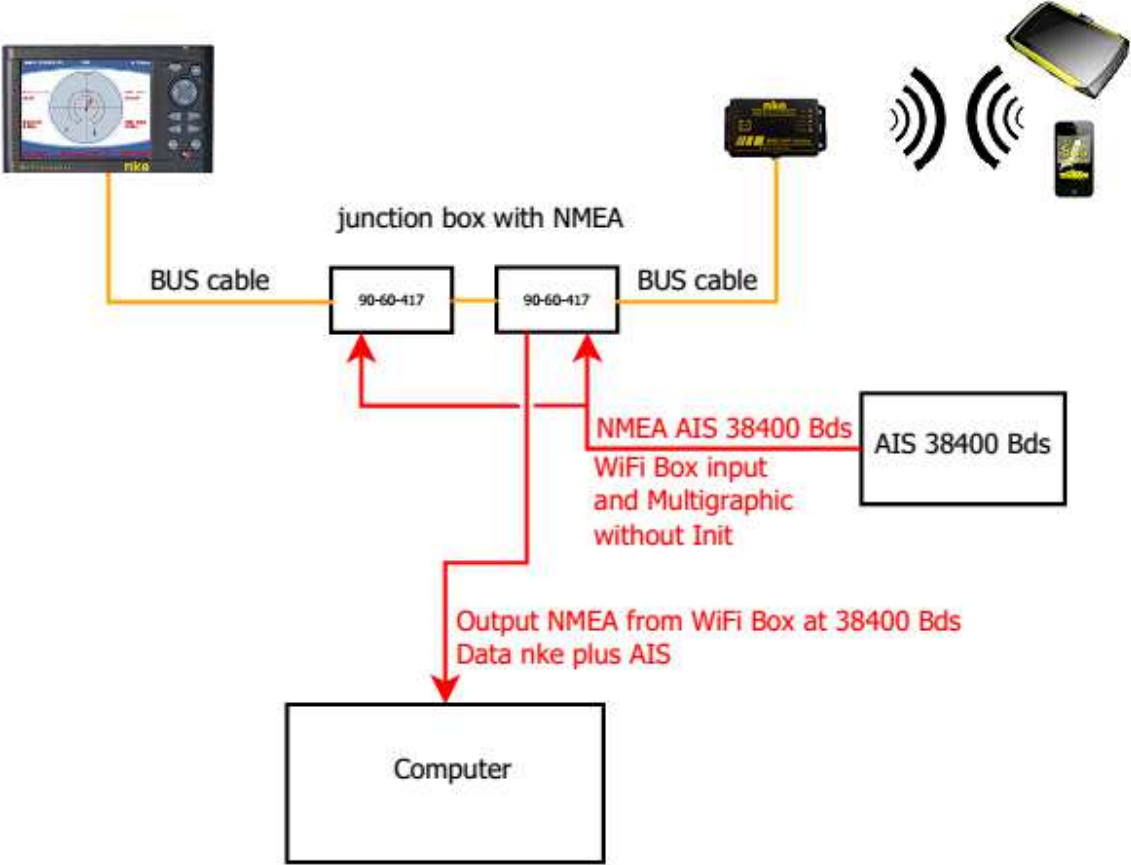 nke
nke
junction box with NMEA
BUS cable
90-60-417
90-60-417
BUS cable
NMEA AIS 38400 Bds
AIS 38400 Bds
WiFi Box input
and Multigraphic
without Init
Output NMEA from WiFi Box at 38400 Bds
Data nke plus AIS
Computer